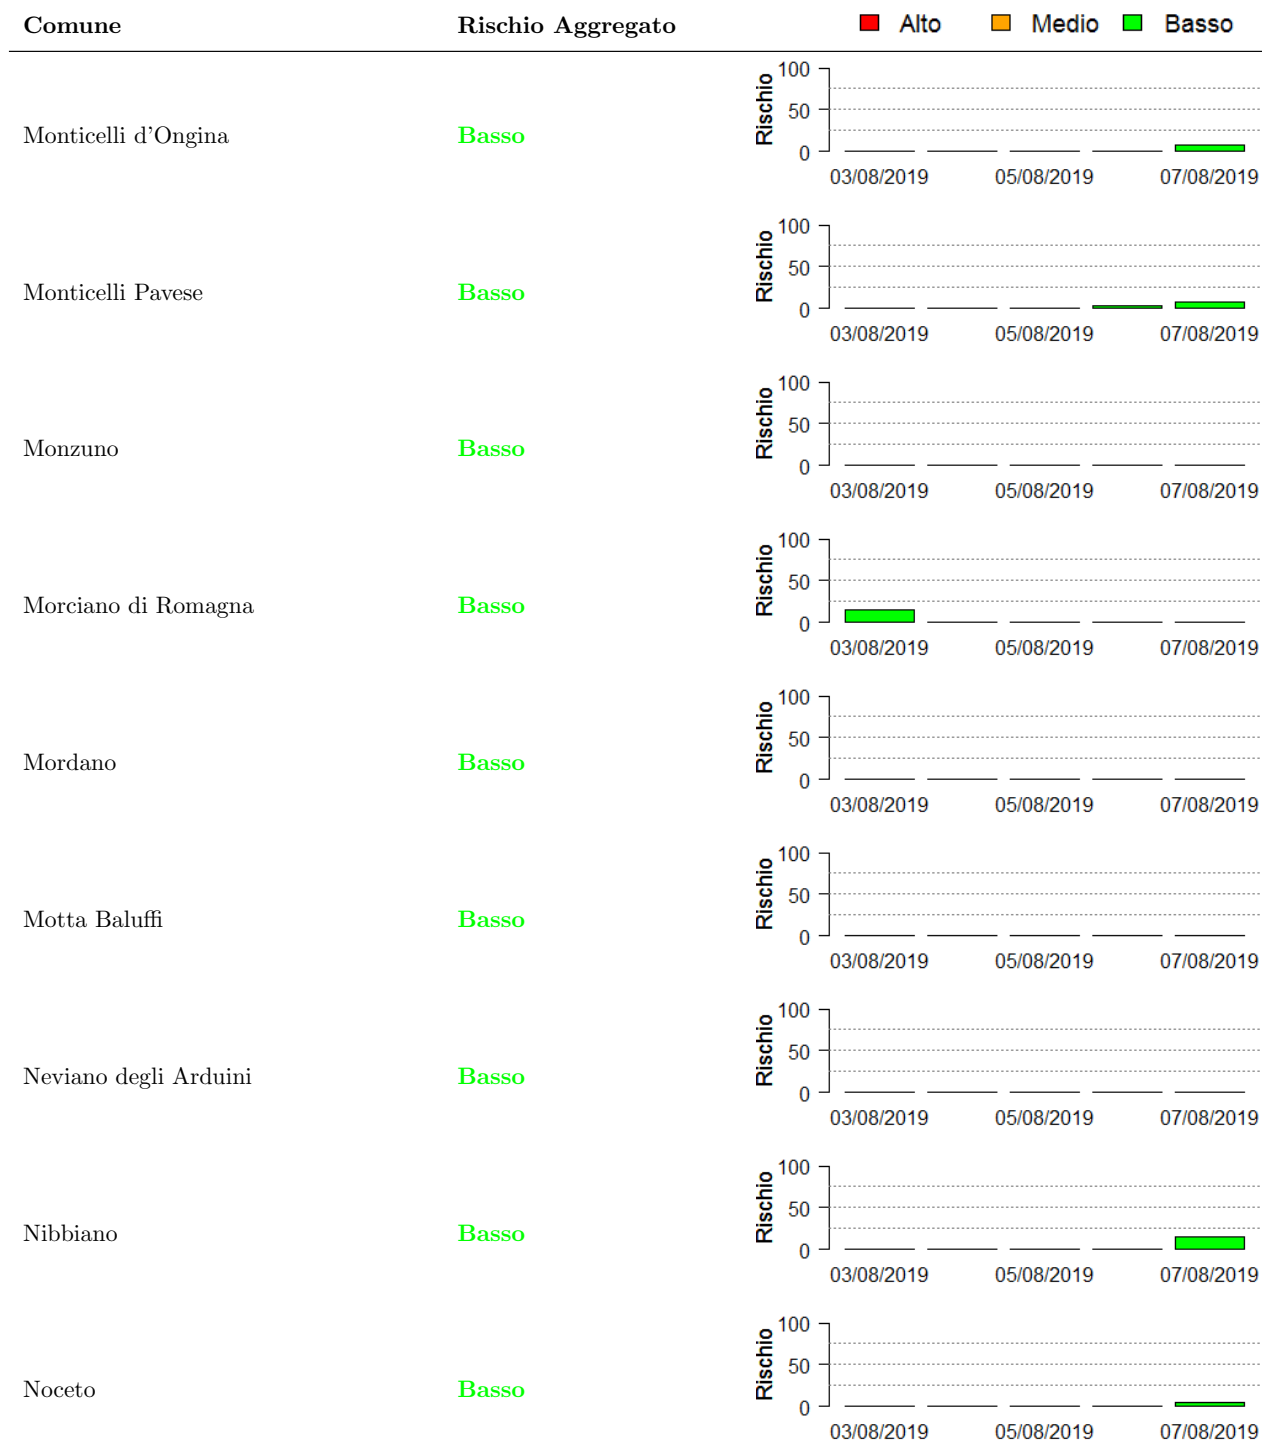 Comune Rischio Aggregato Alto Medio Basso
Monticelli d'Ongina Basso
Rischio
100
50
0
03/08/2019 05/08/2019 07/08/2019
Monticelli Pavese Basso
Rischio
100
50
0
03/08/2019 05/08/2019 07/08/2019
Monzuno Basso
Rischio
100
50
0
03/08/2019 05/08/2019 07/08/2019
Morciano di Romagna Basso
Rischio
100
50
0
03/08/2019 05/08/2019 07/08/2019
Mordano Basso
Rischio
100
50
0
03/08/2019 05/08/2019 07/08/2019
Motta Baluffi Basso
Rischio
100
50
0
03/08/2019 05/08/2019 07/08/2019
Neviano degli Arduini Basso
Rischio
100
50
0
03/08/2019 05/08/2019 07/08/2019
Nibbiano Basso
Rischio
100
50
0
03/08/2019 05/08/2019 07/08/2019
Noceto Basso
Rischio
100
50
0
03/08/2019 05/08/2019 07/08/2019